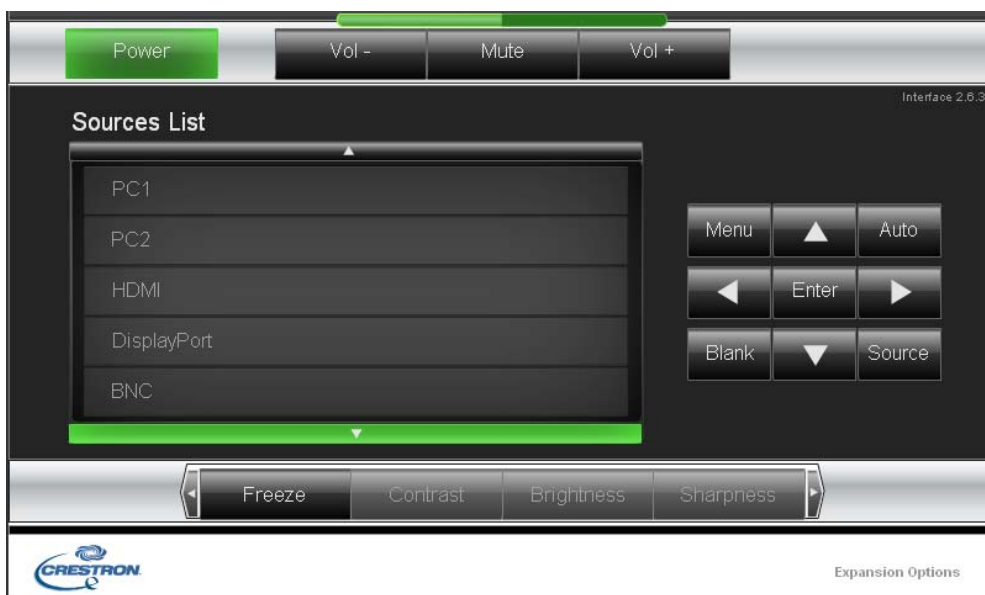 Power
Vol -
Mute
Vol +
Interface 2.6.3
Sources List
PC1
PC2
HDMI
DisplayPort
BNC
Menu
Auto
Enter
Blank
Source
Freeze
Contrast
Brightness
Sharpness
CRESTRON
Expansion Options